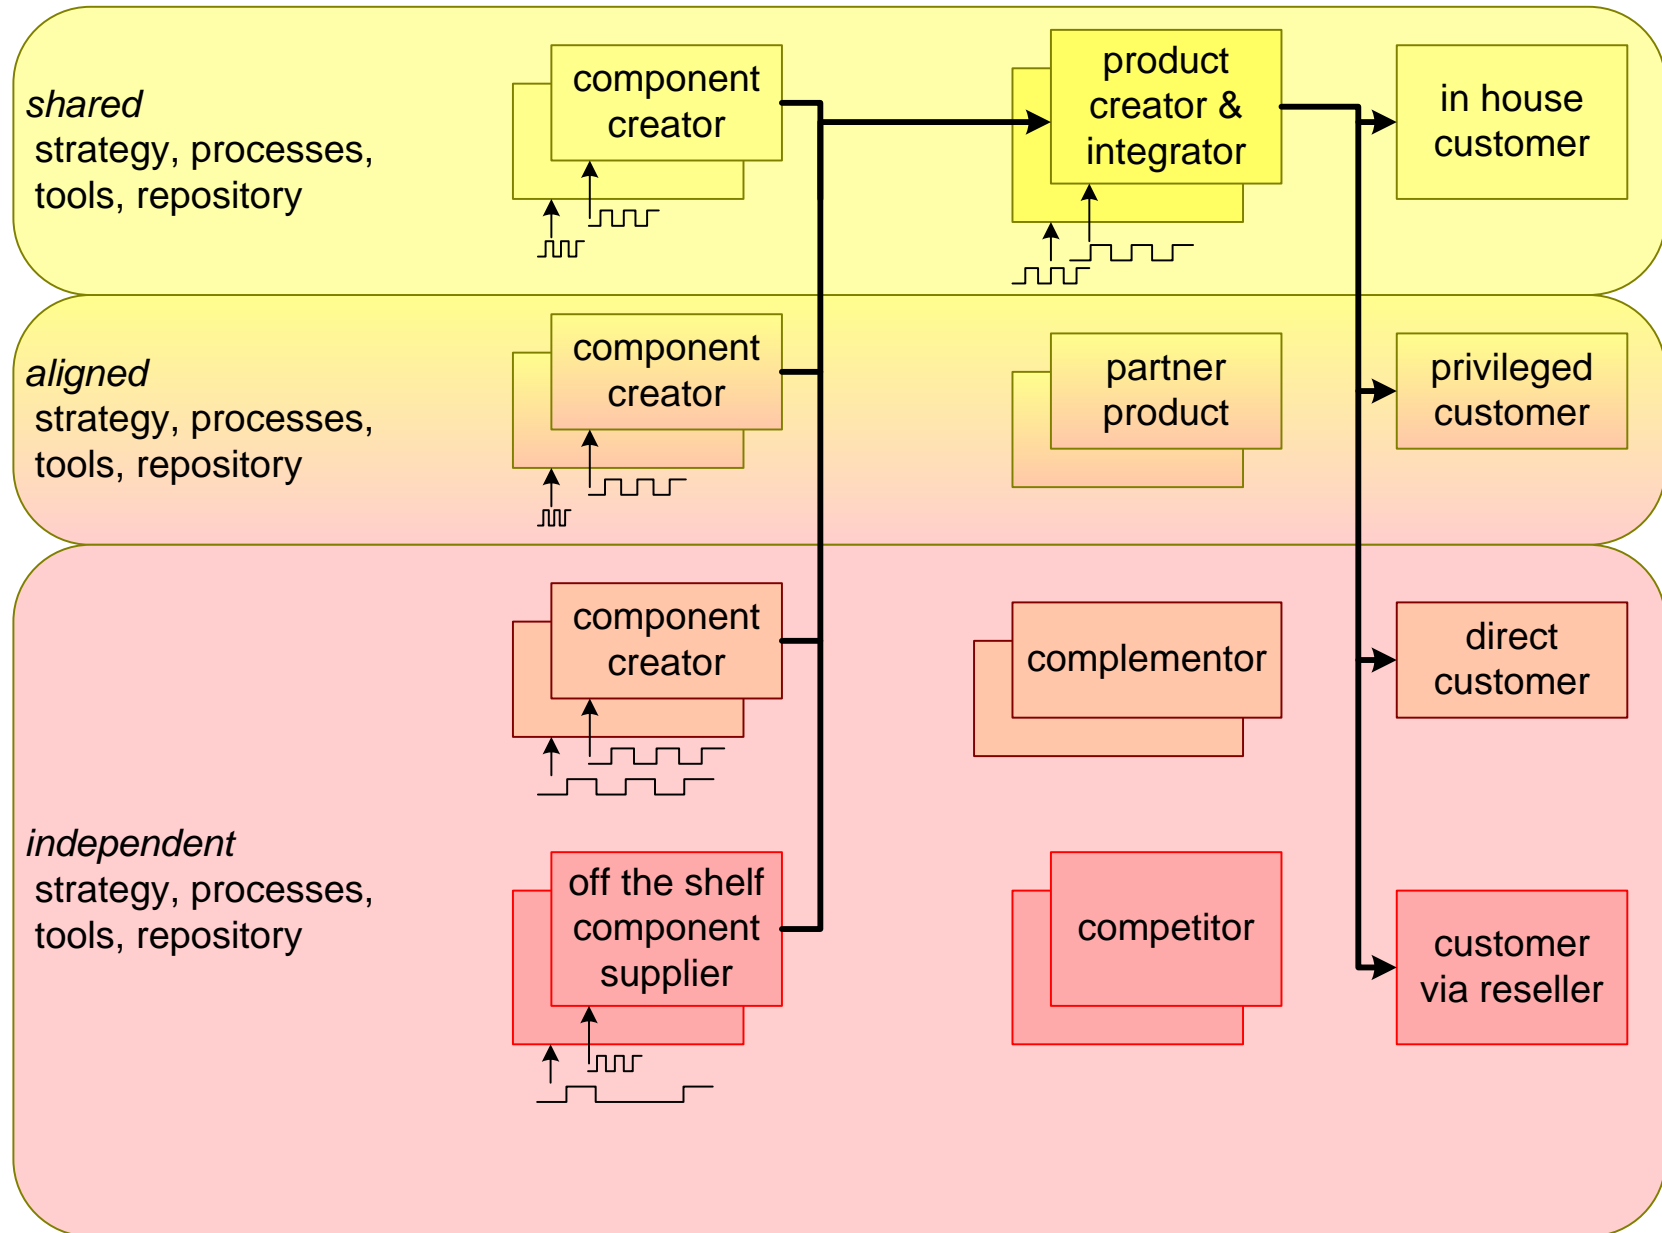 shared
strategy, processes,
tools, repository
component
creator
product
creator &
integrator
in house
customer
aligned
strategy, processes,
tools, repository
component
creator
partner
product
privileged
customer
independent
strategy, processes,
tools, repository
component
creator
complementor
direct
customer
off the shelf
component
supplier
competitor
customer
via reseller